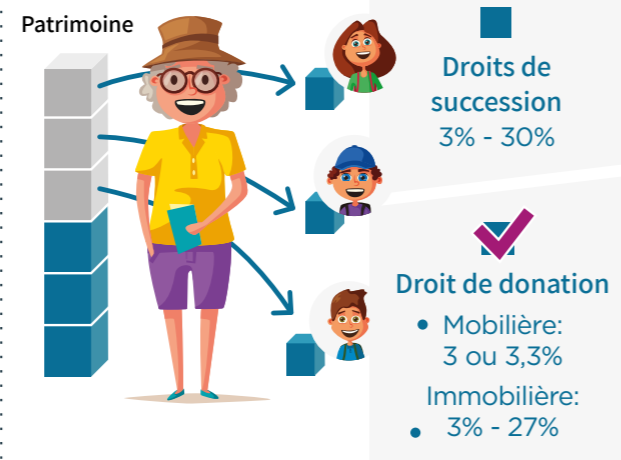 Patrimoine
Droits de
succession
3% - 30%
Droit de donation
• Mobilière:
3 ou 3,3%
Immobilière:
• 3% - 27%